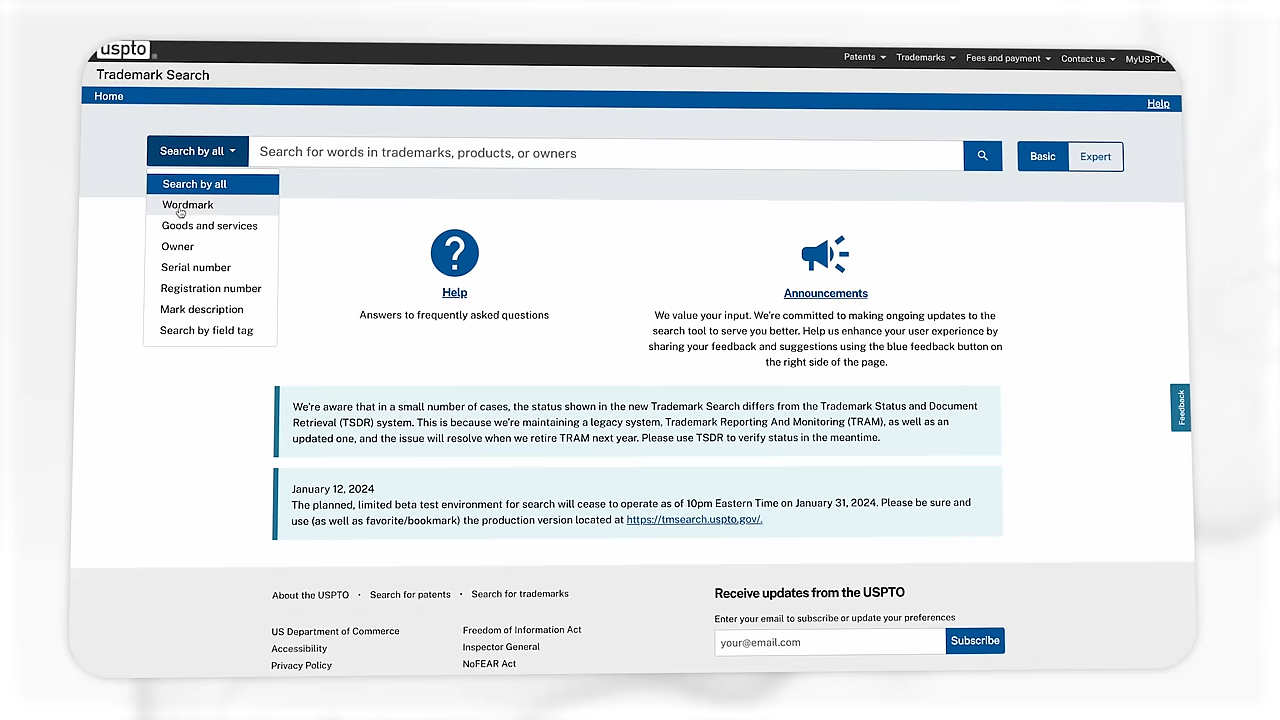 uspto
Patents
Trademarks
Fees and payment
Contact us
MyUSPTO
Trademark Search
Home
Help
Search by all
Search for words in trademarks, products, or owners
Basic
Expert
Search by all
Wordmark
Goods and services
Owner
Serial number
Registration number
Mark description
Search by field tag
Help
Answers to frequently asked questions
Announcements
We value your input. We're committed to making ongoing updates to the
search tool to serve you better. Help us enhance your user experience by
sharing your feedback and suggestions using the blue feedback button on
the right side of the page.
Feedback
We're aware that in a small number of cases, the status shown in the new Trademark Search differs from the Trademark Status and Document
Retrieval (TSDR) system. This is because we're maintaining a legacy system, Trademark Reporting And Monitoring (TRAM), as well as an
updated one, and the issue will resolve when we retire TRAM next year. Please use TSDR to verify status in the meantime.
January 12, 2024
The planned, limited beta test environment for search will cease to operate as of 10pm Eastern Time on January 31, 2024. Please be sure and
use (as well as favorite/bookmark) the production version located at https://tmsearch.uspto.gov/.
About the USPTO · Search for patents · Search for trademarks
US Department of Commerce
Accessibility
Privacy Policy
Freedom of Information Act
Inspector General
NoFEAR Act
Receive updates from the USPTO
Enter your email to subscribe or update your preferences
your@email.com
Subscribe